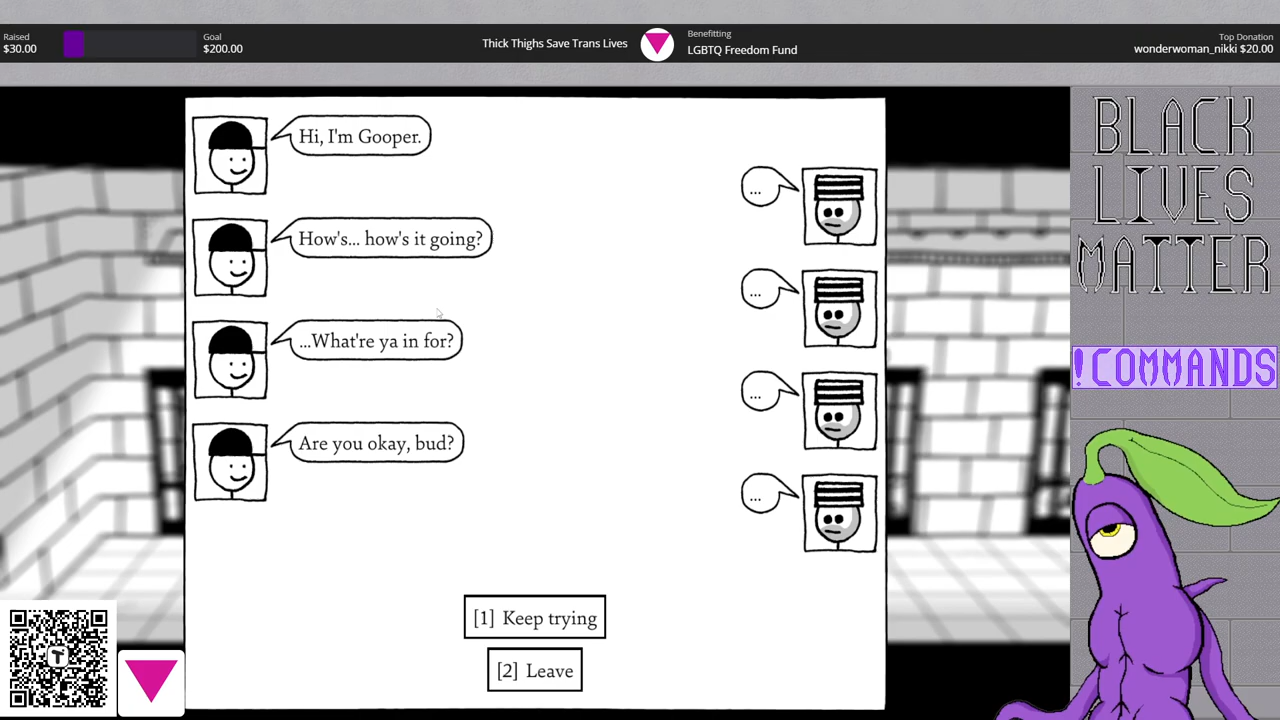 Raised
$30.00
Goal
$200.00
Thick Thighs Save Trans Lives
Benefitting
LGBTQ Freedom Fund
Top Donation
wonderwoman_nikki $20.00
Hi, I'm Gooper.
...
How's... how's it going?
...
...What're ya in for?
...
Are you okay, bud?
...
[1] Keep trying
[2] Leave
BLACK
LIVES
MATTER
!COMMANDS
T